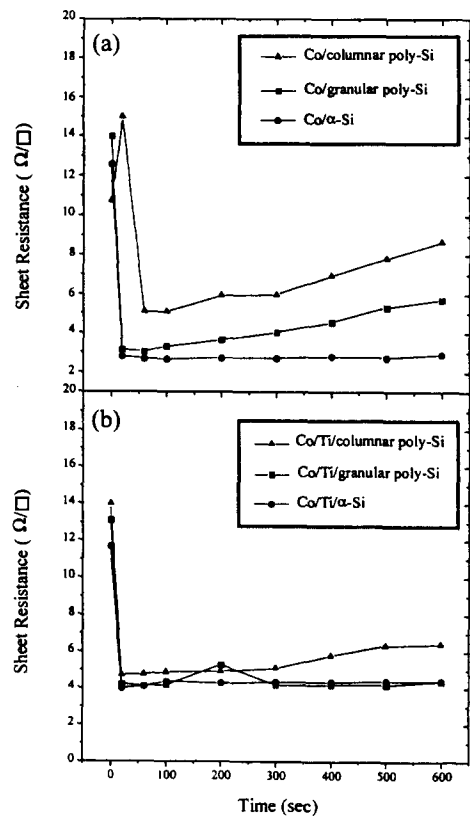 20
(a)
Co/columnar poly-Si
Co/granular poly-Si
Co/α-Si
18
16
14
12
10
8
6
4
2
Sheet Resistance ( Ω/□)
20
(b)
Co/Ti/columnar poly-Si
Co/Ti/granular poly-Si
Co/Ti/α-Si
18
16
14
12
10
8
6
4
2
0
Sheet Resistance ( Ω/□)
0 100 200 300 400 500 600
Time (sec)